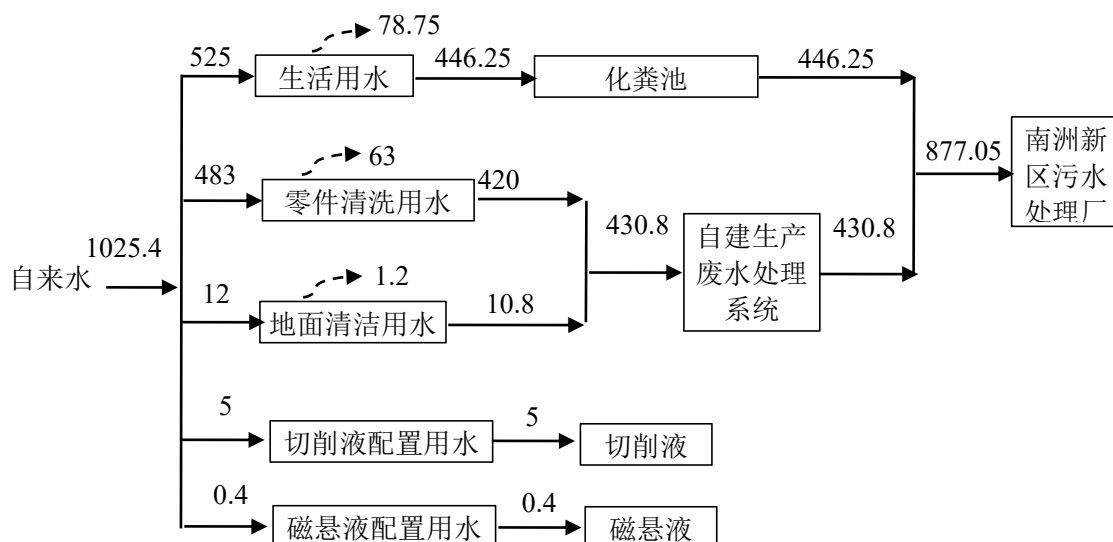 78.75
525
生活用水
446.25
化粪池
446.25
南洲新
区污水
处理厂
877.05
63
483
零件清洗用水
420
430.8
自建生产
废水处理
系统
430.8
1025.4
自来水
1.2
12
地面清洁用水
10.8
5
切削液配置用水
5
切削液
0.4
磁悬液配置用水
0.4
磁悬液